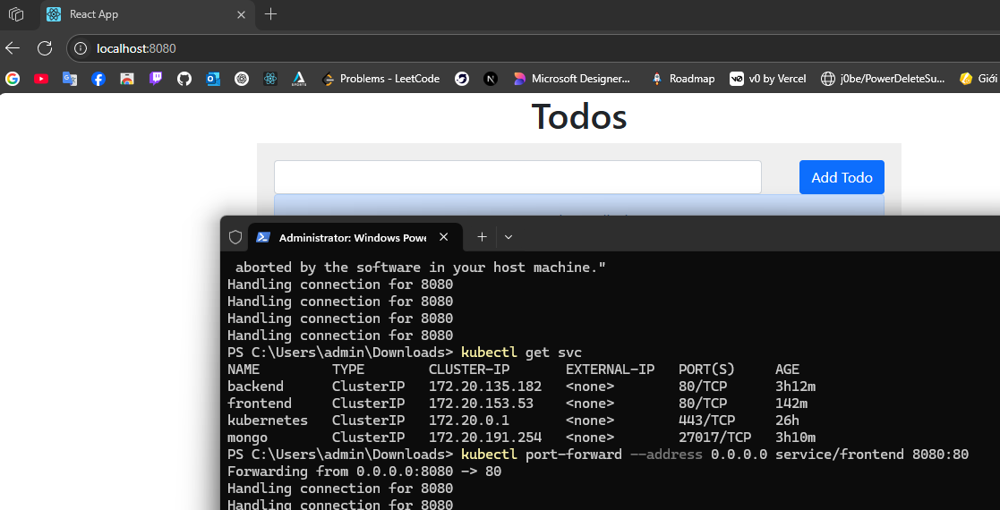 React App
localhost:8080
Problems - LeetCode Microsoft Designer... Roadmap v0 by Vercel j0be/PowerDeleteSu... Giới
Todos
Add Todo
Administrator: Windows Powe
aborted by the software in your host machine."
Handling connection for 8080
Handling connection for 8080
Handling connection for 8080
Handling connection for 8080
PS C:\Users\admin\Downloads> kubectl get svc
NAME TYPE CLUSTER-IP EXTERNAL-IP PORT(S) AGE
backend ClusterIP 172.20.135.182 <none> 80/TCP 3h12m
frontend ClusterIP 172.20.153.53 <none> 80/TCP 142m
kubernetes ClusterIP 172.20.0.1 <none> 443/TCP 26h
mongo ClusterIP 172.20.191.254 <none> 27017/TCP 3h10m
PS C:\Users\admin\Downloads> kubectl port-forward --address 0.0.0.0 service/frontend 8080:80
Forwarding from 0.0.0.0:8080 -> 80
Handling connection for 8080
Handling connection for 8080